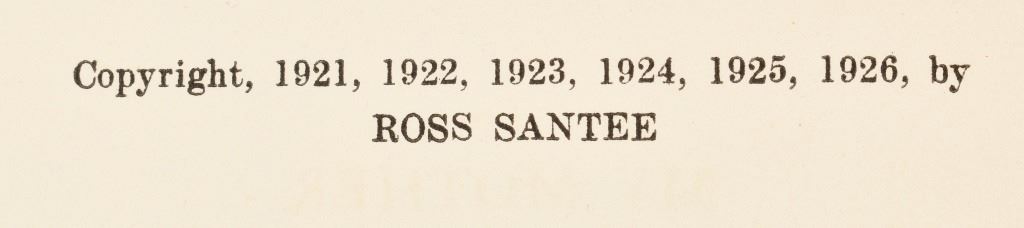 Copyright, 1921, 1922, 1923, 1924, 1925, 1926, by
ROSS SANTEE